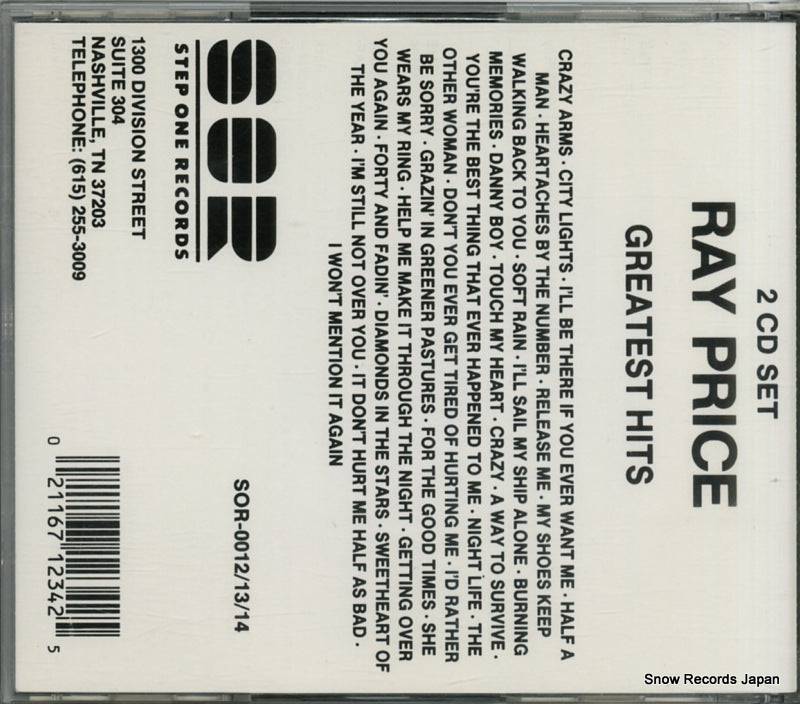 2 CD SET
RAY PRICE
GREATEST HITS
CRAZY ARMS · CITY LIGHTS · I'LL BE THERE IF YOU EVER WANT ME · HALF A
MAN · HEARTACHES BY THE NUMBER · RELEASE ME · MY SHOES KEEP
WALKING BACK TO YOU · SOFT RAIN · I'LL SAIL MY SHIP ALONE · BURNING
MEMORIES · DANNY BOY · TOUCH MY HEART · CRAZY · A WAY TO SURVIVE ·
YOU'RE THE BEST THING THAT EVER HAPPENED TO ME · NIGHT LIFE · THE
OTHER WOMAN · DON'T YOU EVER GET TIRED OF HURTING ME · I'D RATHER
BE SORRY · GRAZIN' IN GREENER PASTURES · FOR THE GOOD TIMES · SHE
WEARS MY RING · HELP ME MAKE IT THROUGH THE NIGHT · GETTING OVER
YOU AGAIN · FORTY AND FADIN' · DIAMONDS IN THE STARS · SWEETHEART OF
THE YEAR · I'M STILL NOT OVER YOU · IT DON'T HURT ME HALF AS BAD ·
I WON'T MENTION IT AGAIN
SOR
STEP ONE RECORDS
1300 DIVISION STREET
SUITE 304
NASHVILLE, TN 37203
TELEPHONE: (615) 255-3009
SOR-0012/13/14
0 21167 12342 5
Snow Records Japan